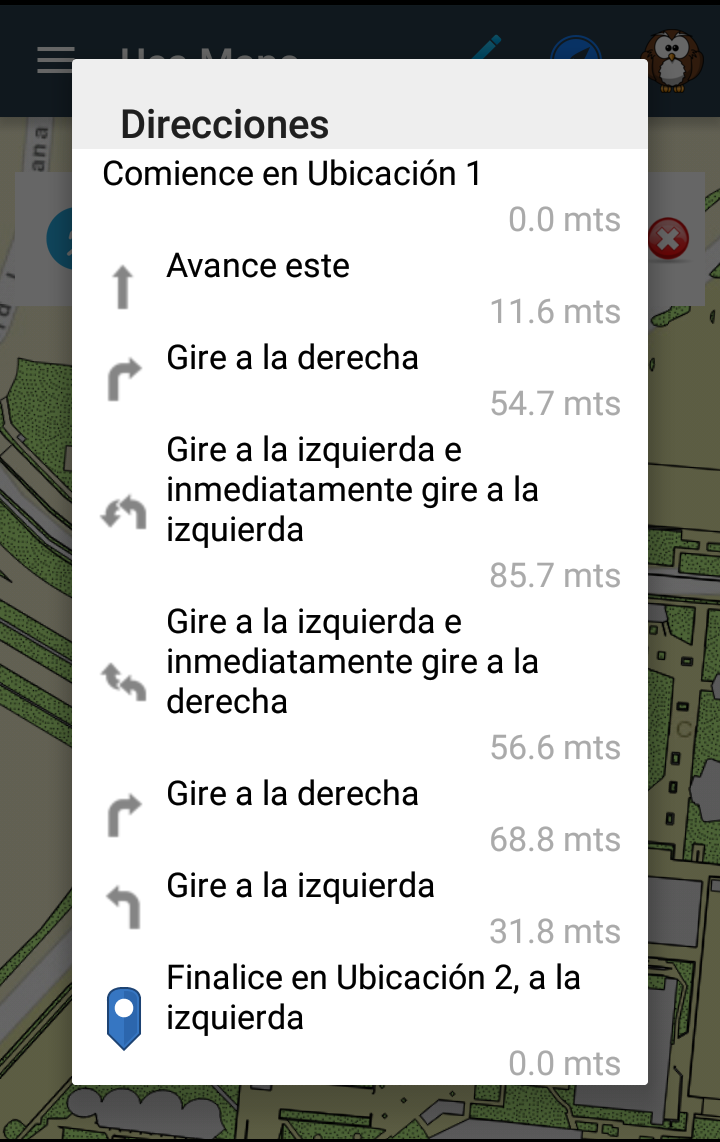 Direcciones
Comience en Ubicación 1
0.0 mts
Avance este
11.6 mts
Gire a la derecha
54.7 mts
Gire a la izquierda e
inmediatamente gire a la
izquierda
85.7 mts
Gire a la izquierda e
inmediatamente gire a la
derecha
56.6 mts
Gire a la derecha
68.8 mts
Gire a la izquierda
31.8 mts
Finalice en Ubicación 2, a la
izquierda
0.0 mts